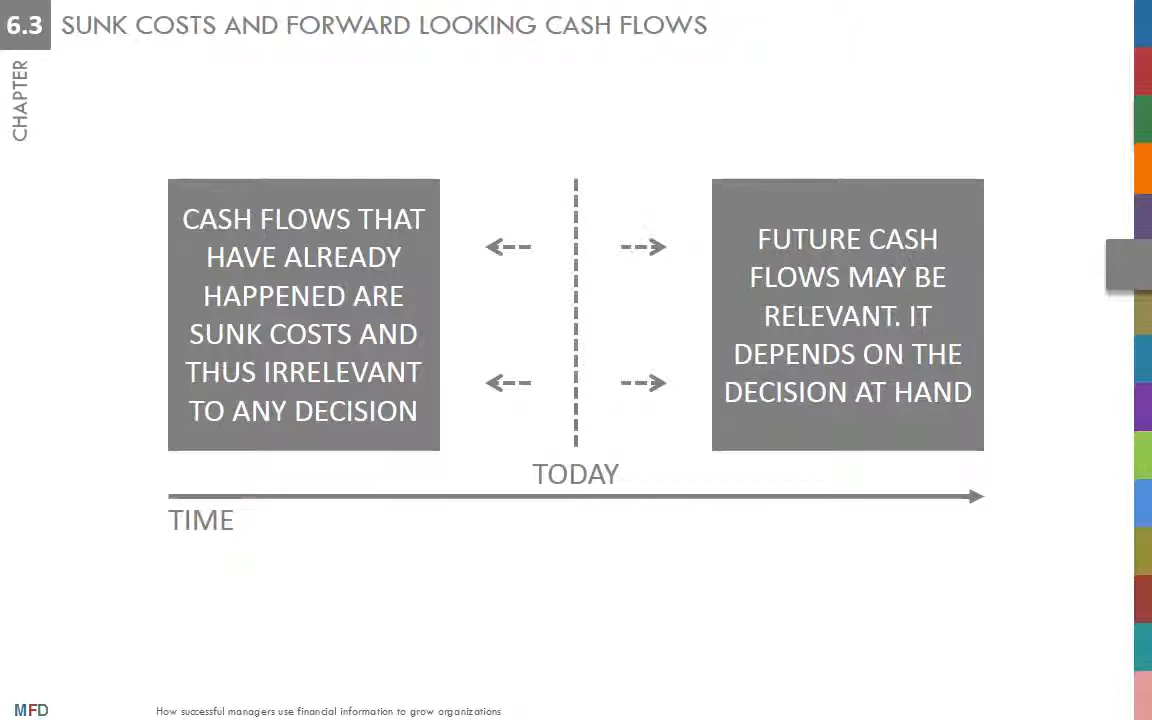 6.3 SUNK COSTS AND FORWARD LOOKING CASH FLOWS
CHAPTER
CASH FLOWS THAT
HAVE ALREADY
HAPPENED ARE
SUNK COSTS AND
THUS IRRELEVANT
TO ANY DECISION
FUTURE CASH
FLOWS MAY BE
RELEVANT. IT
DEPENDS ON THE
DECISION AT HAND
TODAY
TIME
MFD
How successful managers use financial information to grow organizations